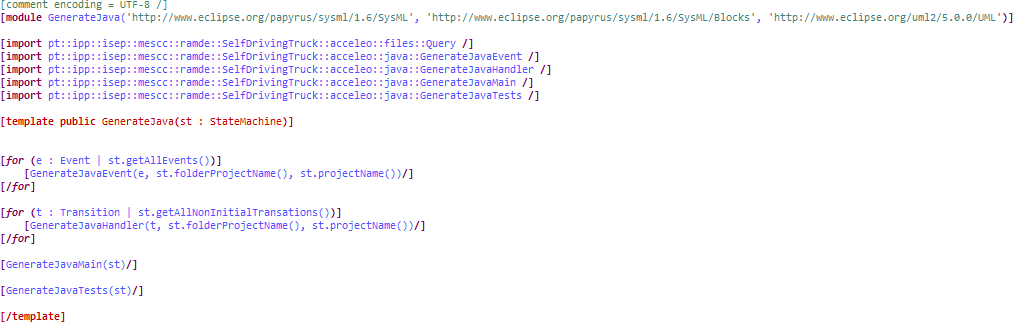 [comment encoding = UTF-8 /]
[module GenerateJava('http://www.eclipse.org/papyrus/sysml/1.6/SysML', 'http://www.eclipse.org/papyrus/sysml/1.6/SysML/Blocks', 'http://www.eclipse.org/uml2/5.0.0/UML')]
[import pt::ipp::isep::mescc::ramde::SelfDrivingTruck::acceleo::files::Query /]
[import pt::ipp::isep::mescc::ramde::SelfDrivingTruck::acceleo::java::GenerateJavaEvent /]
[import pt::ipp::isep::mescc::ramde::SelfDrivingTruck::acceleo::java::GenerateJavaHandler /]
[import pt::ipp::isep::mescc::ramde::SelfDrivingTruck::acceleo::java::GenerateJavaMain /]
[import pt::ipp::isep::mescc::ramde::SelfDrivingTruck::acceleo::java::GenerateJavaTests /]
[template public GenerateJava(st : StateMachine)]
[for (e : Event | st.getAllEvents())]
[GenerateJavaEvent(e, st.folderProjectName(), st.projectName())/]
[/for]
[for (t : Transition | st.getAllNonInitialTransations())]
[GenerateJavaHandler(t, st.folderProjectName(), st.projectName())/]
[/for]
[GenerateJavaMain(st)/]
[GenerateJavaTests(st)/]
[/template]